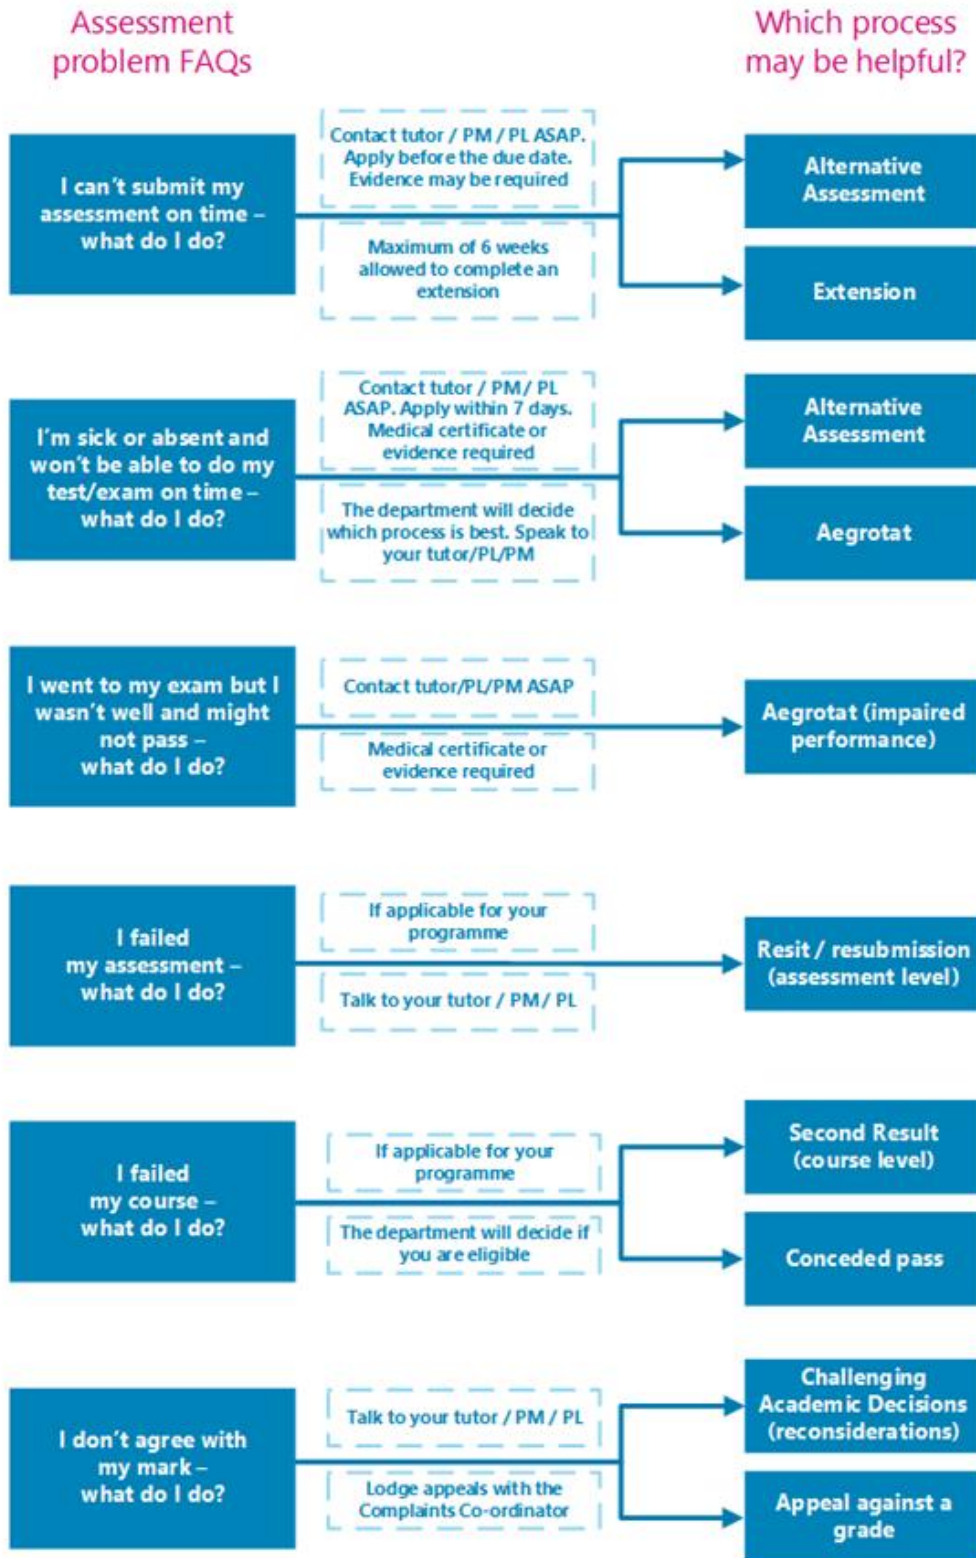 Assessment
problem FAQs
Which process
may be helpful?
I can't submit my
assessment on time –
what do I do?
Contact tutor / PM / PL ASAP.
Apply before the due date.
Evidence may be required
Maximum of 6 weeks
allowed to complete an
extension
Alternative
Assessment
Extension
I'm sick or absent and
won't be able to do my
test/exam on time –
what do I do?
Contact tutor / PM / PL
ASAP. Apply within 7 days.
Medical certificate or
evidence required
The department will decide
which process is best. Speak to
your tutor/PL/PM
Alternative
Assessment
Aegrotat
I went to my exam but I
wasn't well and might
not pass –
what do I do?
Contact tutor/PL/PM ASAP
Medical certificate or
evidence required
Aegrotat (impaired
performance)
I failed
my assessment –
what do I do?
If applicable for your
programme
Talk to your tutor / PM / PL
Resit / resubmission
(assessment level)
I failed
my course –
what do I do?
If applicable for your
programme
The department will decide if
you are eligible
Second Result
(course level)
Conceded pass
I don't agree with
my mark –
what do I do?
Talk to your tutor / PM / PL
Lodge appeals with the
Complaints Co-ordinator
Challenging
Academic Decisions
(reconsiderations)
Appeal against a
grade